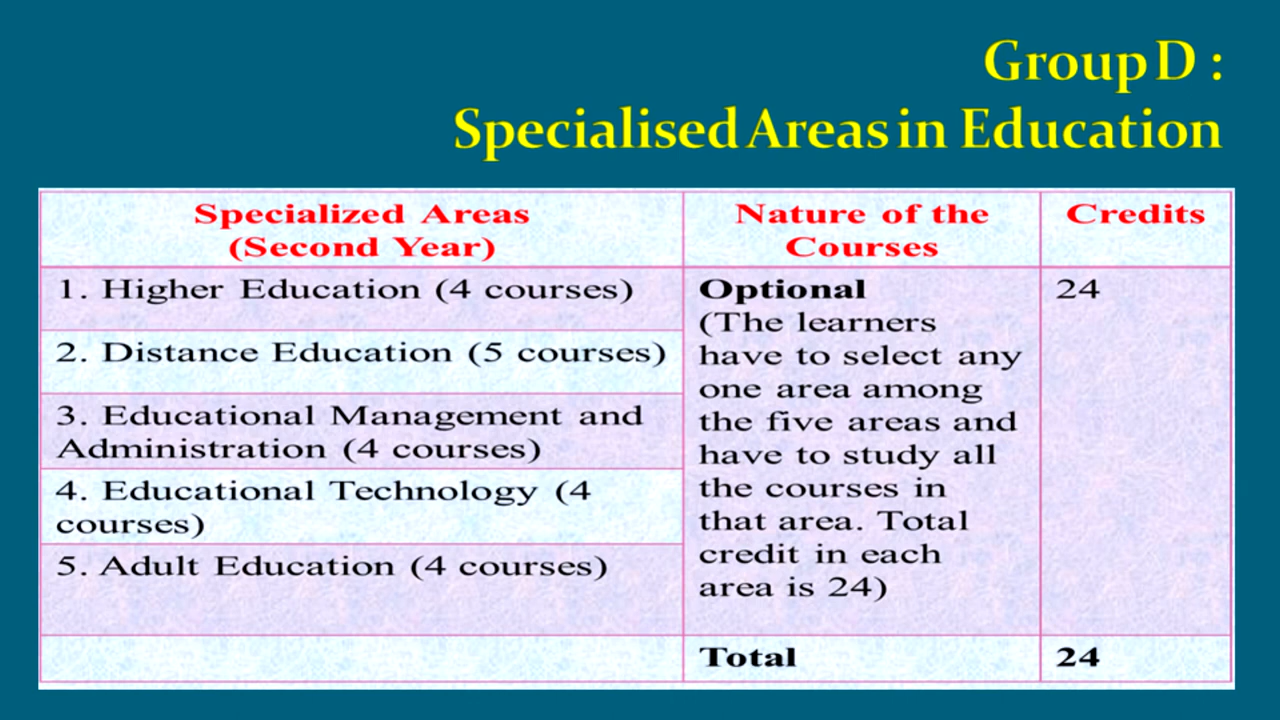 Group D :
Specialised Areas in Education
Specialized Areas
(Second Year)
Nature of the
Courses
Credits
1. Higher Education (4 courses)
2. Distance Education (5 courses)
3. Educational Management and
Administration (4 courses)
4. Educational Technology (4
courses)
5. Adult Education (4 courses)
Optional
(The learners
have to select any
one area among
the five areas and
have to study all
the courses in
that area. Total
credit in each
area is 24)
24
Total
24